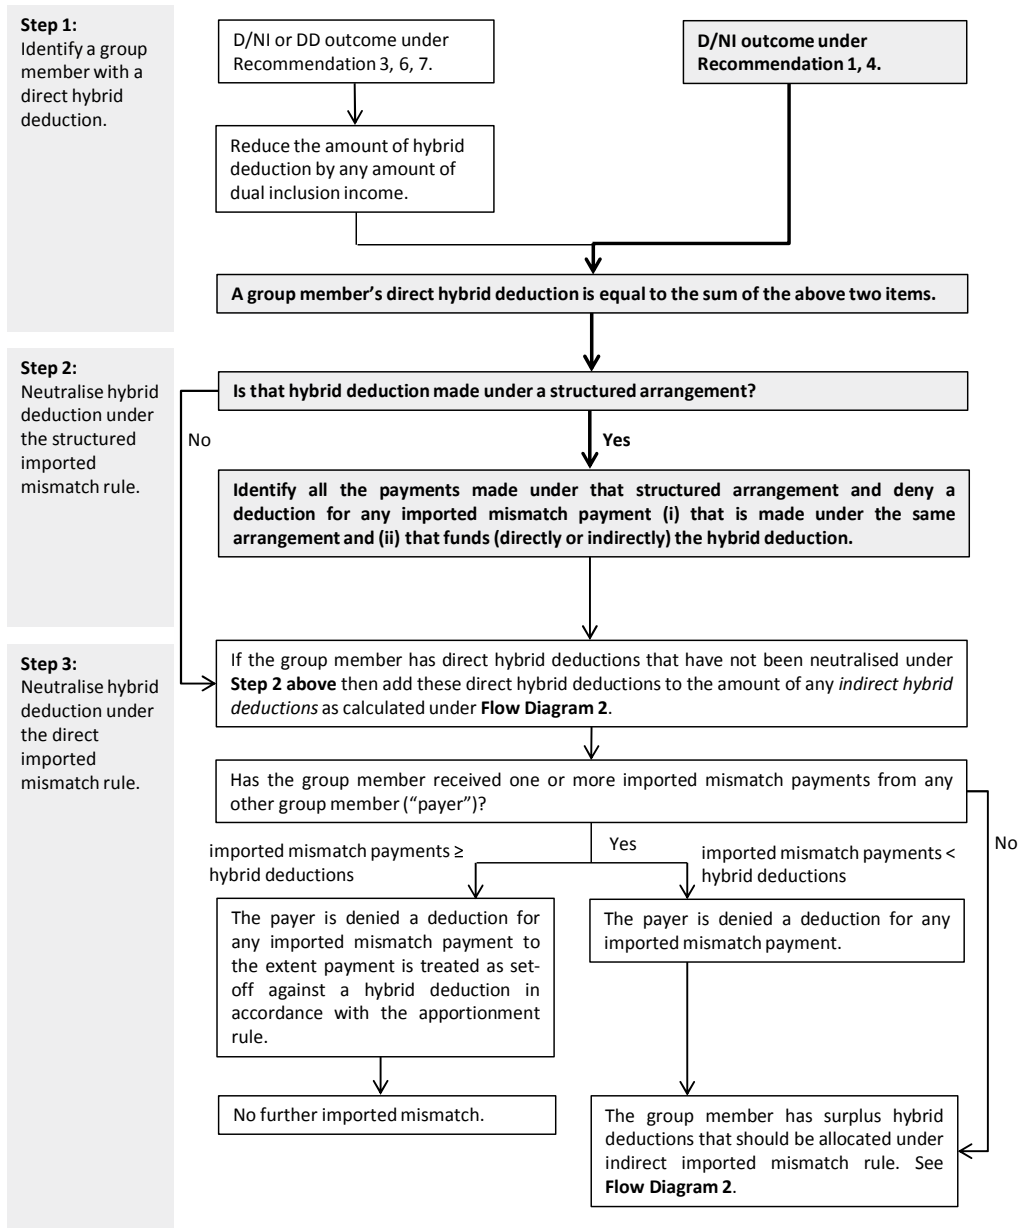 Step 1:
Identify a group
member with a
direct hybrid
deduction.
D/NI or DD outcome under
Recommendation 3, 6, 7.
D/NI outcome under
Recommendation 1, 4.
Reduce the amount of hybrid
deduction by any amount of
dual inclusion income.
A group member's direct hybrid deduction is equal to the sum of the above two items.
Step 2:
Neutralise hybrid
deduction under
the structured
imported
mismatch rule.
Is that hybrid deduction made under a structured arrangement?
No
Yes
Identify all the payments made under that structured arrangement and deny a
deduction for any imported mismatch payment (i) that is made under the same
arrangement and (ii) that funds (directly or indirectly) the hybrid deduction.
Step 3:
Neutralise hybrid
deduction under
the direct
imported
mismatch rule.
If the group member has direct hybrid deductions that have not been neutralised under
Step 2 above then add these direct hybrid deductions to the amount of any indirect hybrid
deductions as calculated under Flow Diagram 2.
Has the group member received one or more imported mismatch payments from any
other group member ("payer")?
Yes
No
imported mismatch payments ≥
hybrid deductions
imported mismatch payments <
hybrid deductions
The payer is denied a deduction for
any imported mismatch payment to
the extent payment is treated as set-
off against a hybrid deduction in
accordance with the apportionment
rule.
The payer is denied a deduction for any
imported mismatch payment.
No further imported mismatch.
The group member has surplus hybrid
deductions that should be allocated under
indirect imported mismatch rule. See
Flow Diagram 2.